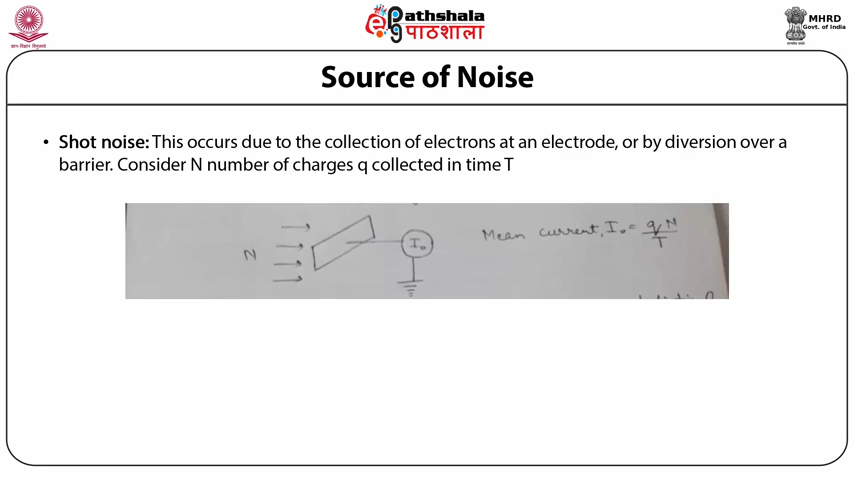 ePathshala
पाठशाला
MHRD
Govt. of India
Source of Noise
• Shot noise: This occurs due to the collection of electrons at an electrode, or by diversion over a
barrier. Consider N number of charges q collected in time T
N
I₀
Mean current, I₀ = qN/T